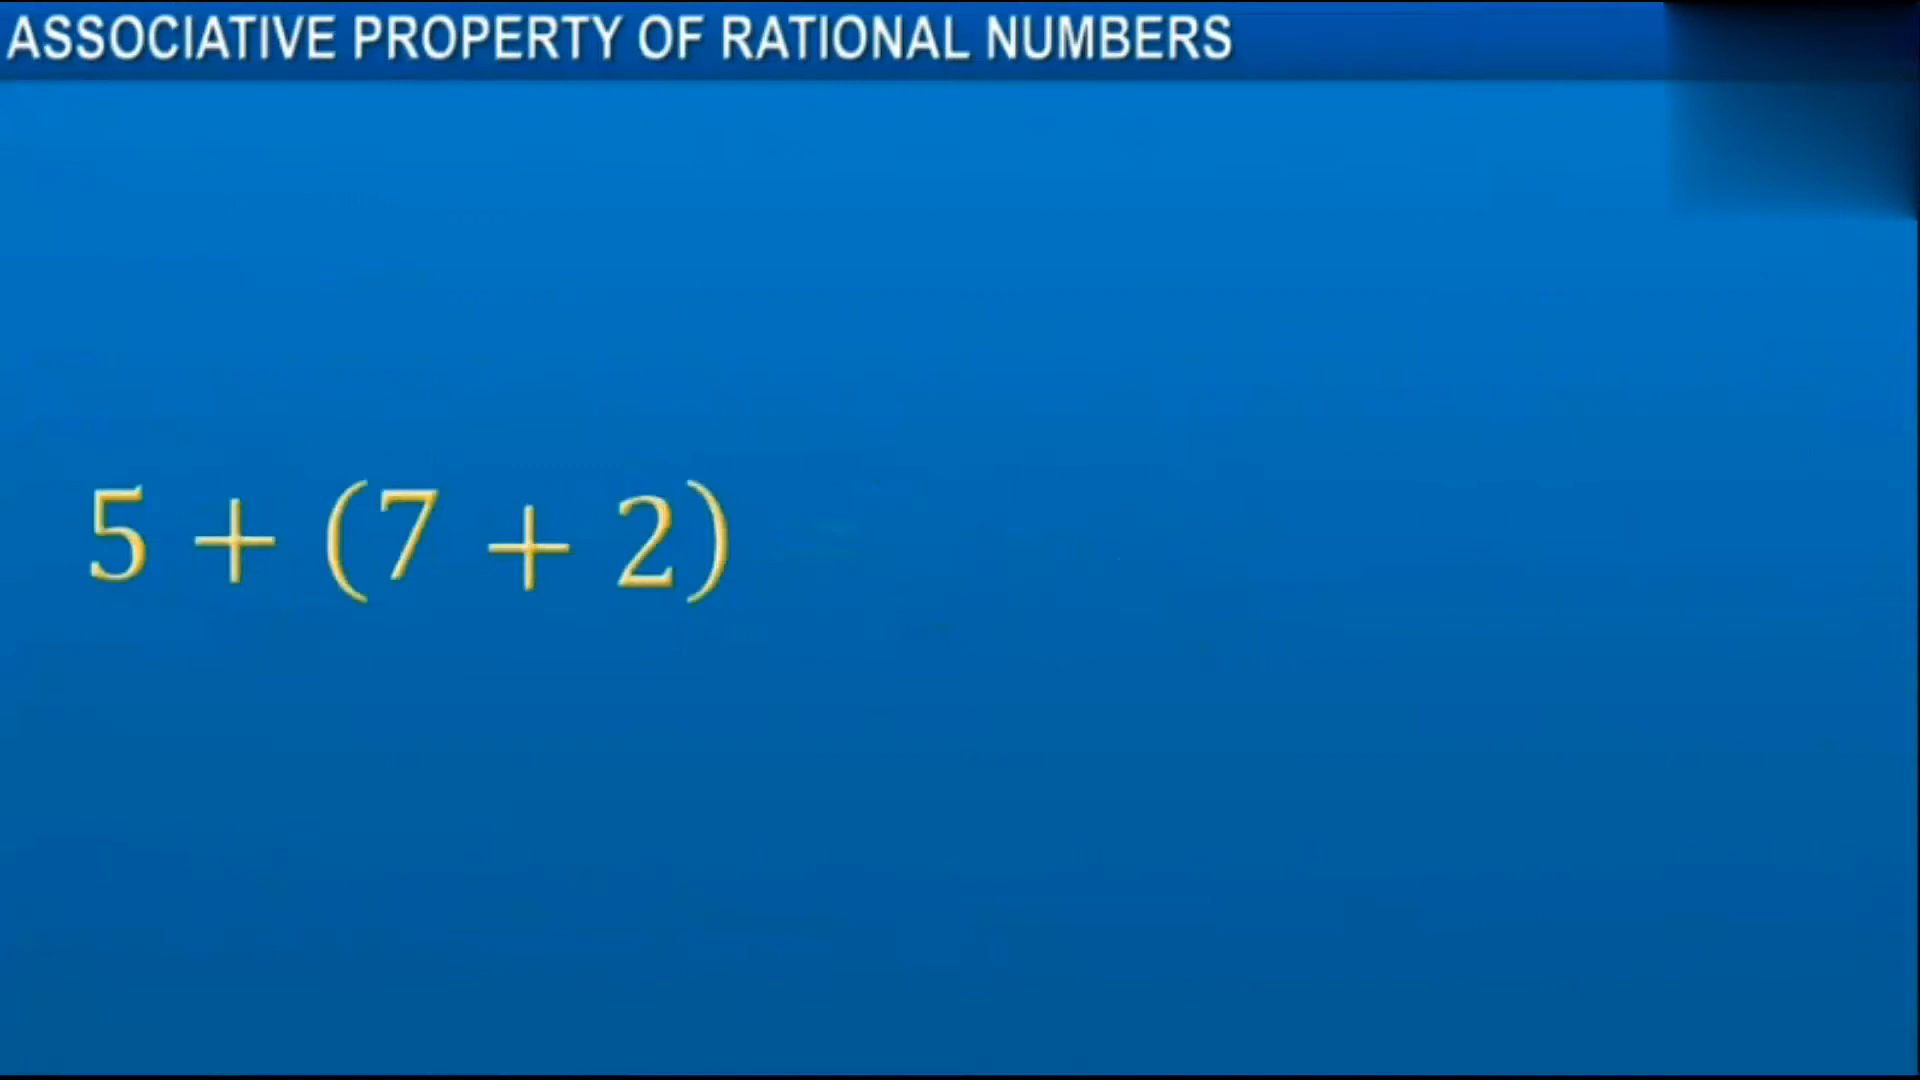 ASSOCIATIVE PROPERTY OF RATIONAL NUMBERS
5 + (7 + 2)